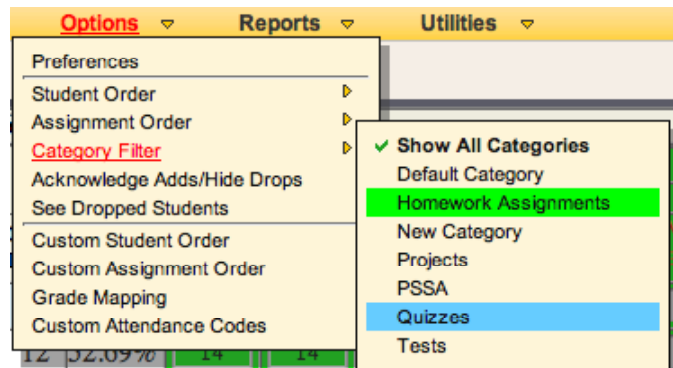 Options Reports Utilities
Preferences
Student Order
Assignment Order
Category Filter
Acknowledge Adds/Hide Drops
See Dropped Students
Custom Student Order
Custom Assignment Order
Grade Mapping
Custom Attendance Codes
Show All Categories
Default Category
Homework Assignments
New Category
Projects
PSSA
Quizzes
Tests
12 52.69% 14 14